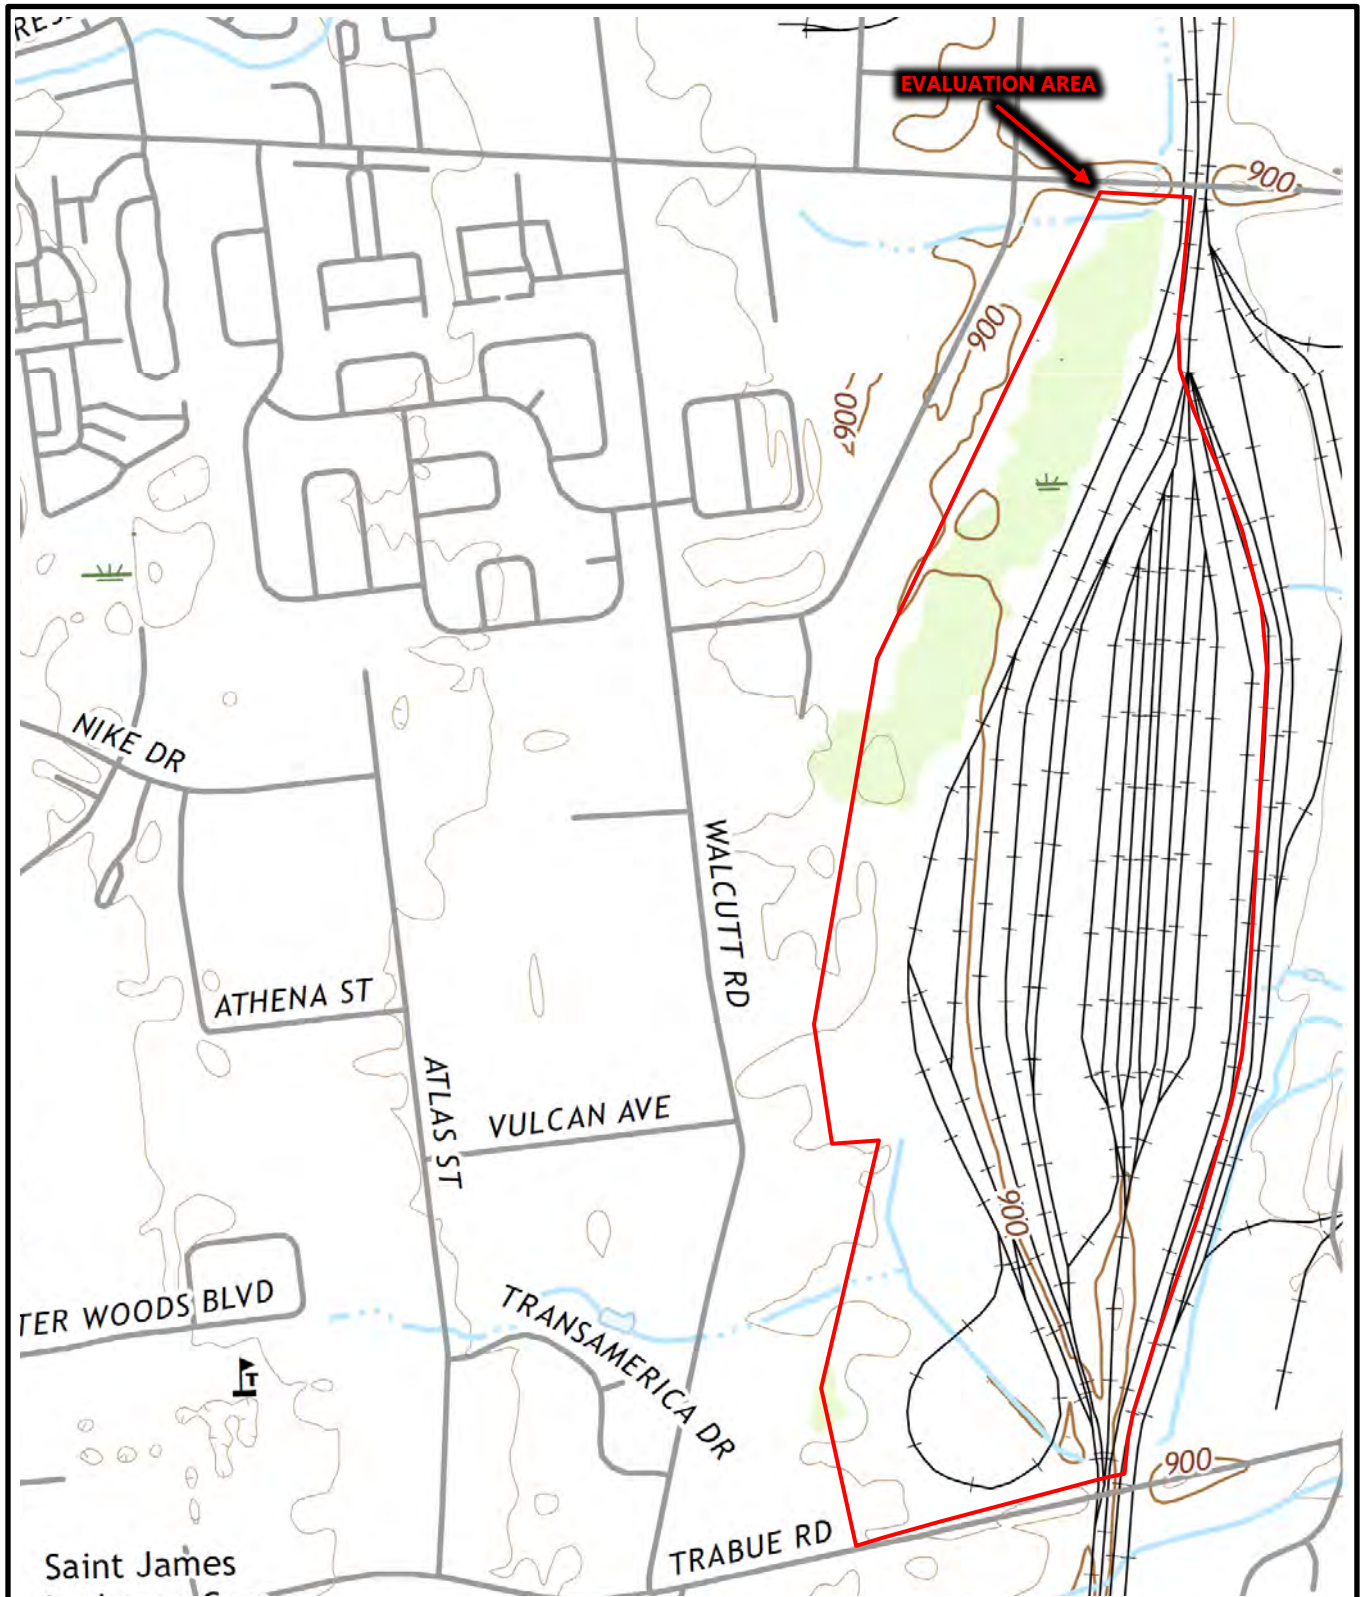 EVALUATION AREA
900
900
900
NIKE DR
WALCUTT RD
ATHENA ST
ATLAS ST
VULCAN AVE
900
TER WOODS BLVD
T
TRANSAMERICA DR
900
TRABUE RD
Saint James